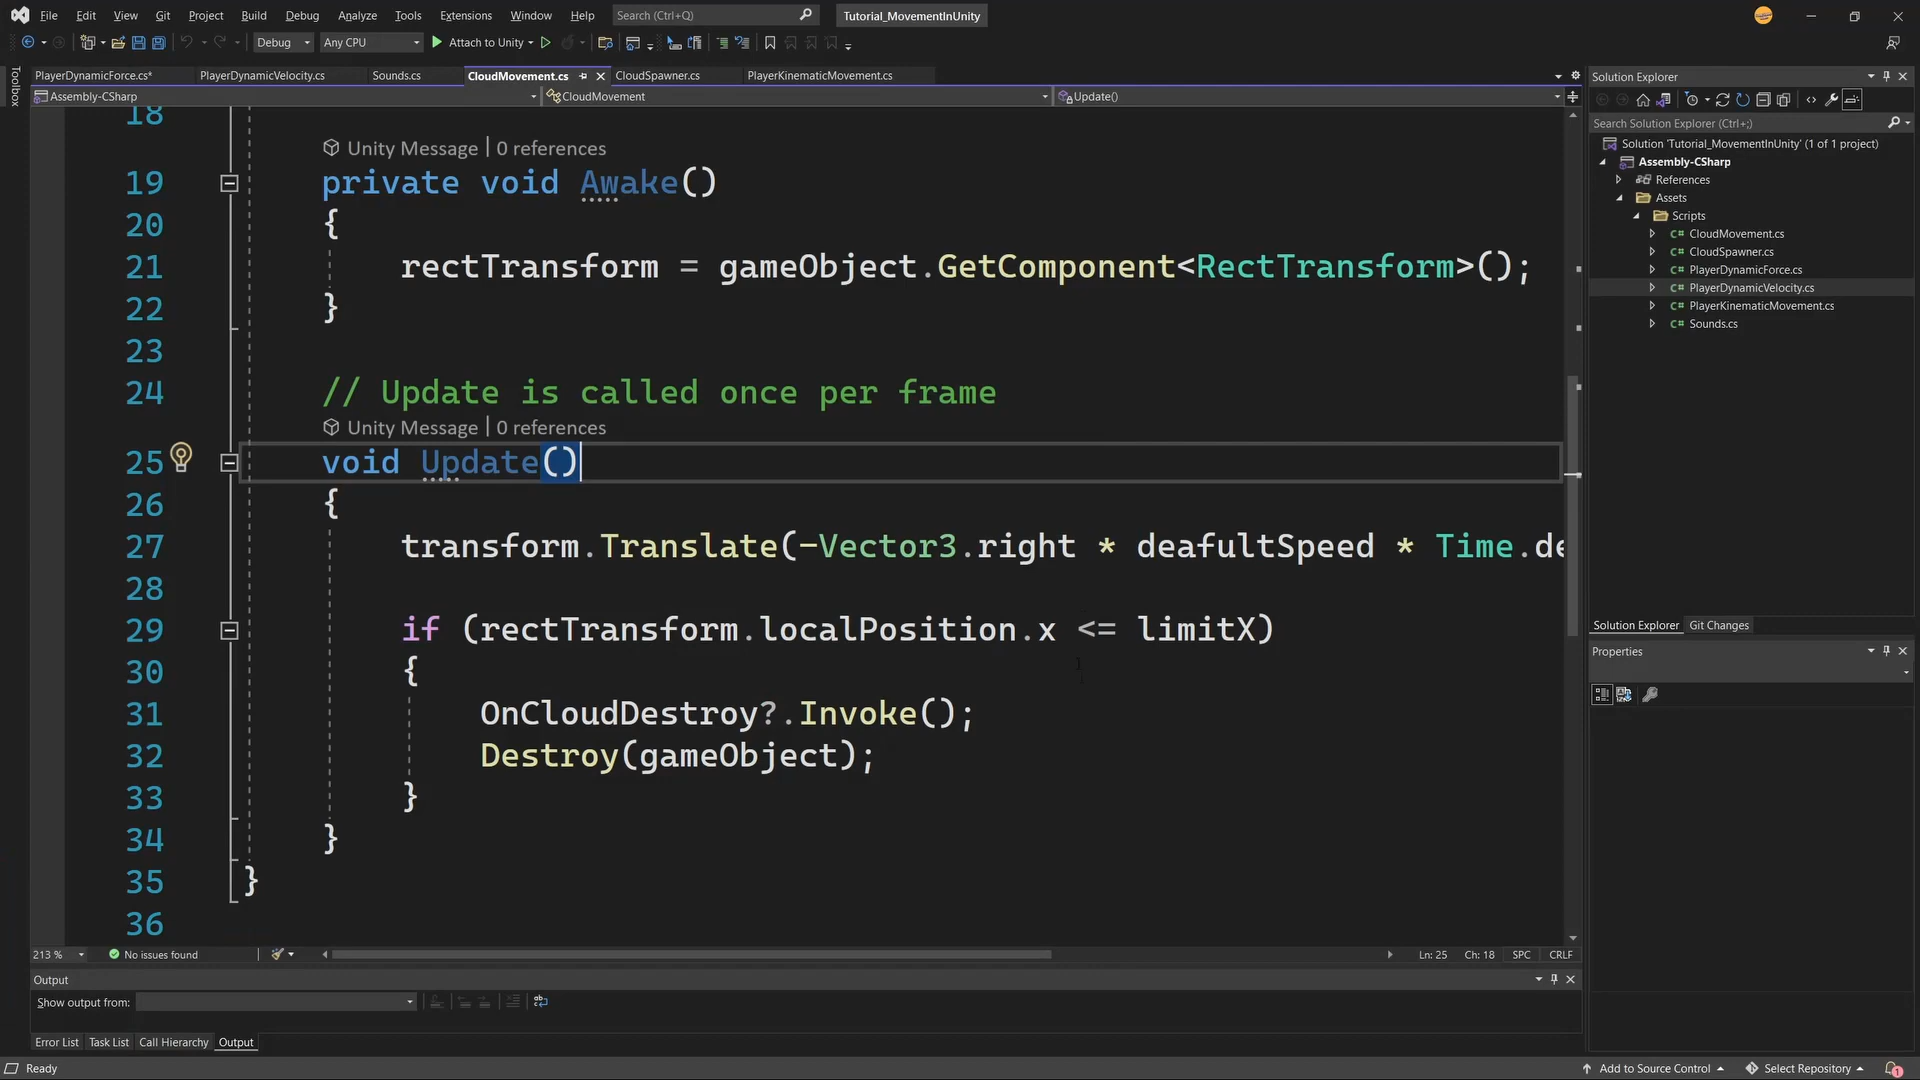 File Edit View Git Project Build Debug Test Analyze Tools Extensions Window Help Search (Ctrl+Q) Tutorial_MovementInUnity
Debug Any CPU Attach to Unity
Toolbox
PlayerDynamicForce.cs* PlayerDynamicVelocity.cs Sounds.cs CloudMovement.cs CloudSpawner.cs PlayerKinematicMovement.cs
Assembly-CSharp CloudMovement Update()
18
Unity Message | 0 references
19 private void Awake()
20 {
21 rectTransform = gameObject.GetComponent<RectTransform>();
22 }
23
24 // Update is called once per frame
Unity Message | 0 references
25 void Update()
26 {
27 transform.Translate(-Vector3.right * deafultSpeed * Time.de
28
29 if (rectTransform.localPosition.x <= limitX)
30 {
31 OnCloudDestroy?.Invoke();
32 Destroy(gameObject);
33 }
34 }
35 }
36
213 % No issues found Ln: 25 Ch: 18 SPC CRLF
Output
Show output from:
Error List Task List Call Hierarchy Output
Ready
Solution Explorer
Search Solution Explorer (Ctrl+;)
Solution 'Tutorial_MovementInUnity' (1 of 1 project)
Assembly-CSharp
References
Assets
Scripts
C# CloudMovement.cs
C# CloudSpawner.cs
C# PlayerDynamicForce.cs
C# PlayerDynamicVelocity.cs
C# PlayerKinematicMovement.cs
C# Sounds.cs
Solution Explorer Git Changes
Properties
Add to Source Control Select Repository 1